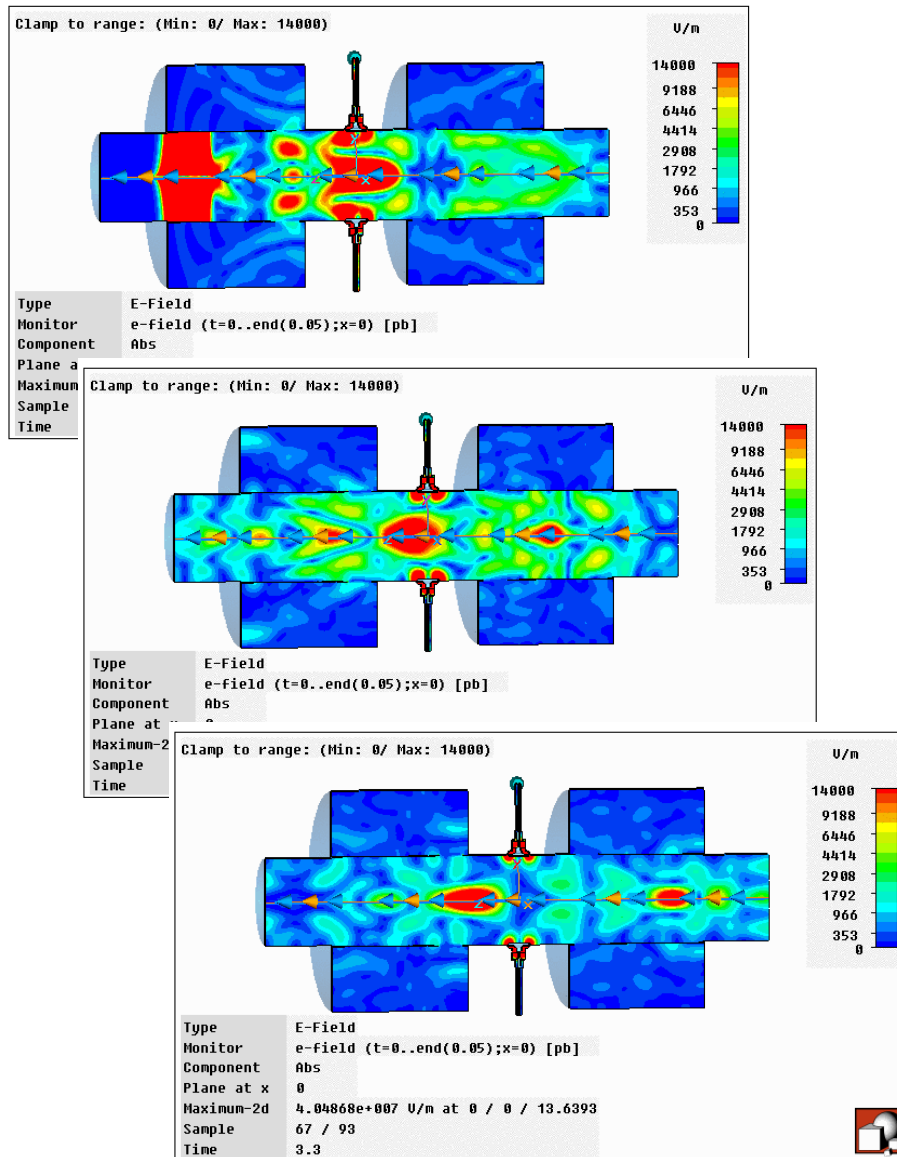 Clamp to range: (Min: 0/ Max: 14000)
V/m
14000
9188
6446
4414
2908
1792
966
353
0
Y
Z
X
Type E-Field
Monitor e-field (t=0..end(0.05);x=0) [pb]
Component Abs
Plane a
Maximum
Sample
Time
Clamp to range: (Min: 0/ Max: 14000)
V/m
14000
9188
6446
4414
2908
1792
966
353
0
Type E-Field
Monitor e-field (t=0..end(0.05);x=0) [pb]
Component Abs
Plane at
Maximum-2
Sample
Time
Clamp to range: (Min: 0/ Max: 14000)
V/m
14000
9188
6446
4414
2908
1792
966
353
0
Y
Z
X
Type E-Field
Monitor e-field (t=0..end(0.05);x=0) [pb]
Component Abs
Plane at x 0
Maximum-2d 4.04868e+007 V/m at 0 / 0 / 13.6393
Sample 67 / 93
Time 3.3